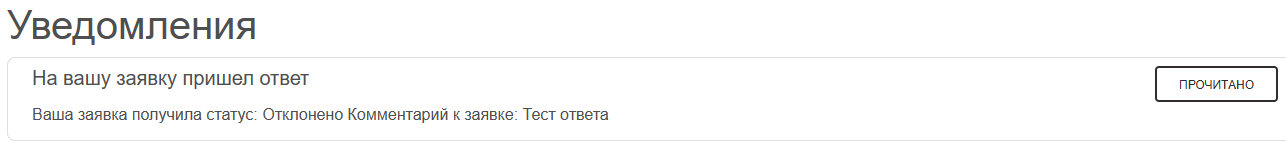 Уведомления
На вашу заявку пришел ответ
ПРОЧИТАНО
Ваша заявка получила статус: Отклонено Комментарий к заявке: Тест ответа